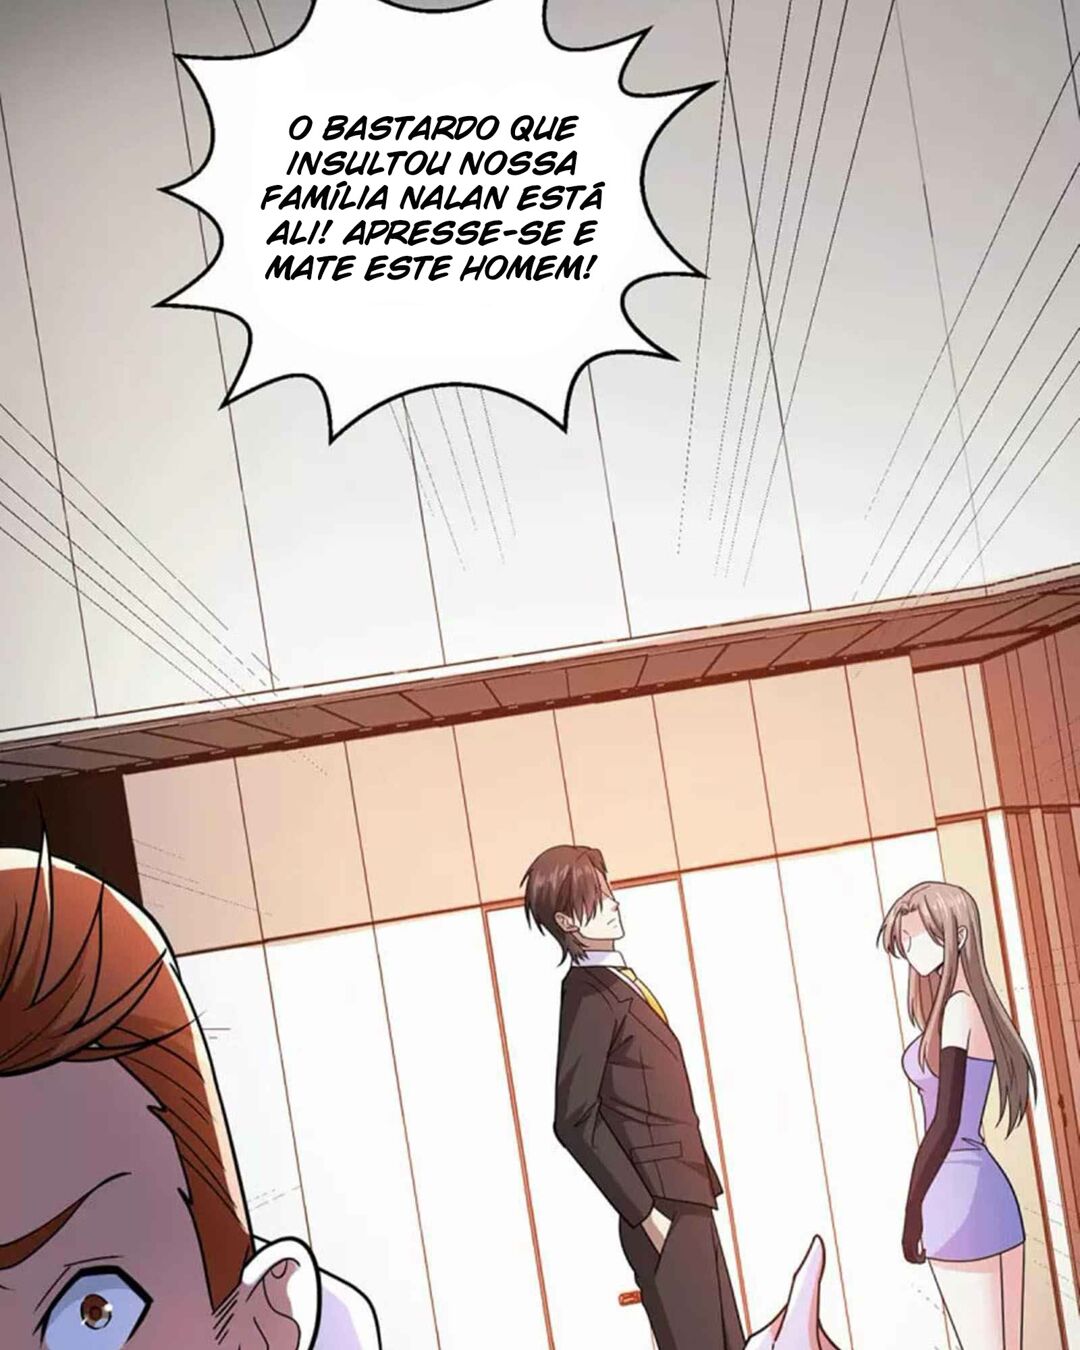 O BASTARDO QUE
INSULTOU NOSSA
FAMÍLIA NALAN ESTÁ
ALI! APRESSE-SE E
MATE ESTE HOMEM!